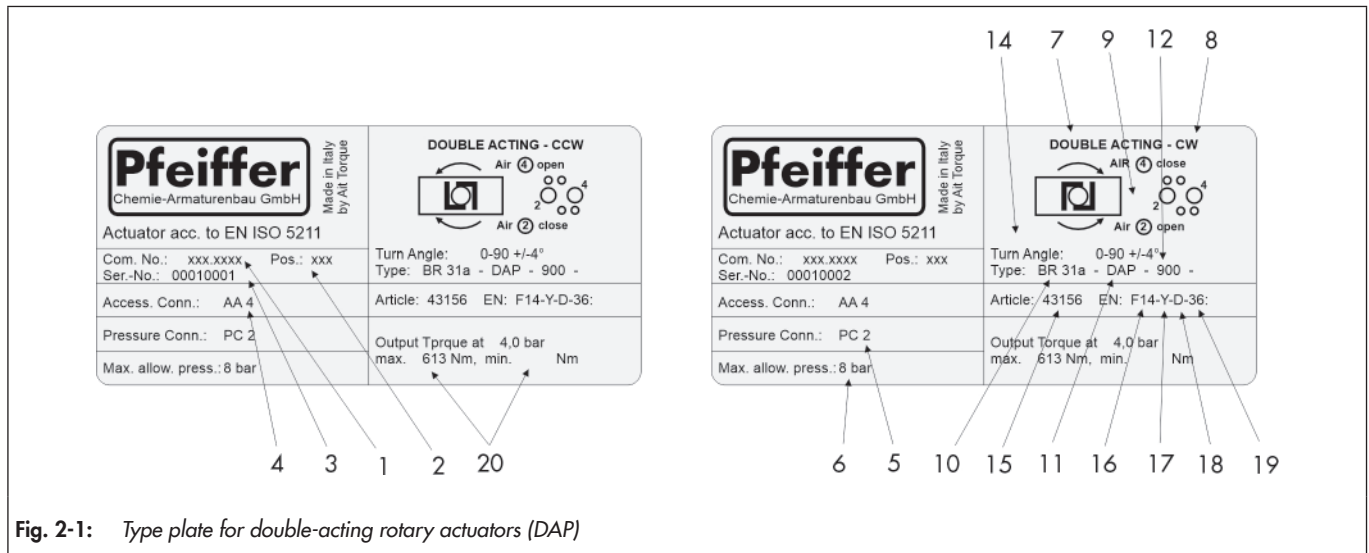 14 7 9 12 8
Pfeiffer
Chemie-Armaturenbau GmbH
Made in Italy
by Ait Torque
Actuator acc. to EN ISO 5211
Com. No.: xxx.xxxx Pos.: xxx
Ser.-No.: 00010001
Access. Conn.: AA 4
Pressure Conn.: PC 2
Max. allow. press.: 8 bar
DOUBLE ACTING - CCW
Air 4 open
4
2
Air 2 close
Turn Angle: 0-90 +/-4°
Type: BR 31a - DAP - 900 -
Article: 43156 EN: F14-Y-D-36:
Output Tprque at 4,0 bar
max. 613 Nm, min. Nm
4 3 1 2 20
Pfeiffer
Chemie-Armaturenbau GmbH
Made in Italy
by Ait Torque
Actuator acc. to EN ISO 5211
Com. No.: xxx.xxxx Pos.: xxx
Ser.-No.: 00010002
Access. Conn.: AA 4
Pressure Conn.: PC 2
Max. allow. press.: 8 bar
DOUBLE ACTING - CW
AIR 4 close
4
2
Air 2 open
Turn Angle: 0-90 +/-4°
Type: BR 31a - DAP - 900 -
Article: 43156 EN: F14-Y-D-36:
Output Torque at 4,0 bar
max. 613 Nm, min. Nm
6 5 10 15 11 16 17 18 19
Fig. 2-1: Type plate for double-acting rotary actuators (DAP)